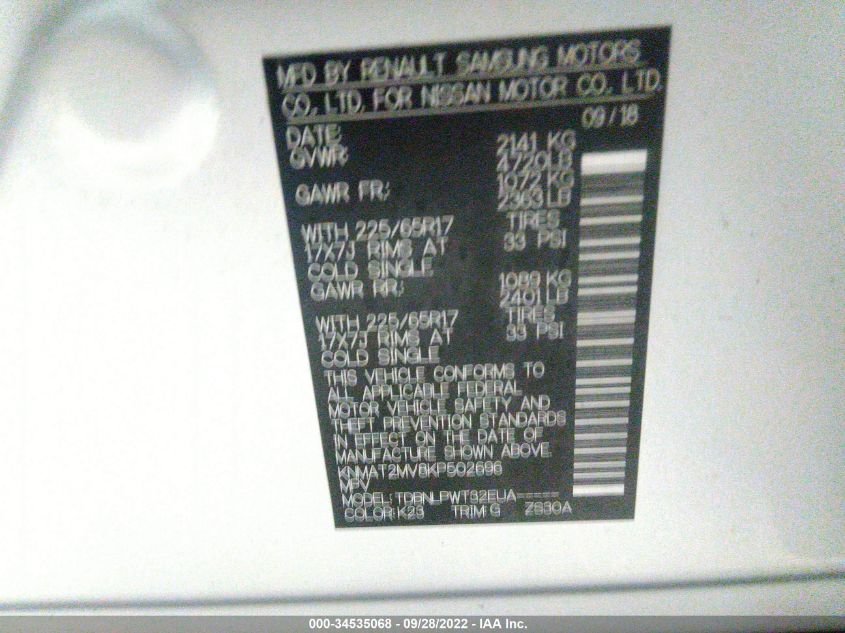 MFD BY RENAULT SAMSUNG MOTORS
CO., LTD. FOR NISSAN MOTOR CO., LTD.
DATE: 09/18
GVWR: 2141 KG
4720LB
GAWR FR: 1072 KG
2363 LB
WITH 225/65R17 TIRES
17X7J RIMS AT 33 PSI
COLD SINGLE
GAWR RR: 1089 KG
2401 LB
WITH 225/65R17 TIRES
17X7J RIMS AT 33 PSI
COLD SINGLE
THIS VEHICLE CONFORMS TO
ALL APPLICABLE FEDERAL
MOTOR VEHICLE SAFETY AND
THEFT PREVENTION STANDARDS
IN EFFECT ON THE DATE OF
MANUFACTURE SHOWN ABOVE.
KNMAT2MV8KP502696
MPV
MODEL: TDBNLPWT32EUA-----
COLOR:K23 TRIM:G
000-34535068 - 09/28/2022 - IAA Inc.